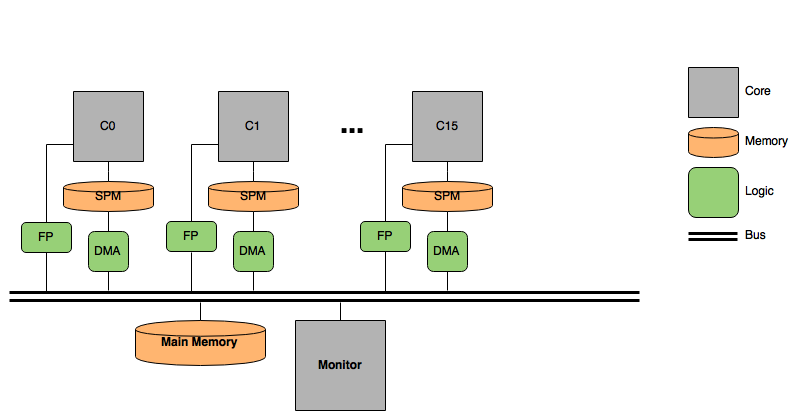 C0
C1
...
C15
Core
Memory
SPM
SPM
SPM
Logic
FP
FP
FP
Bus
DMA
DMA
DMA
Main Memory
Monitor